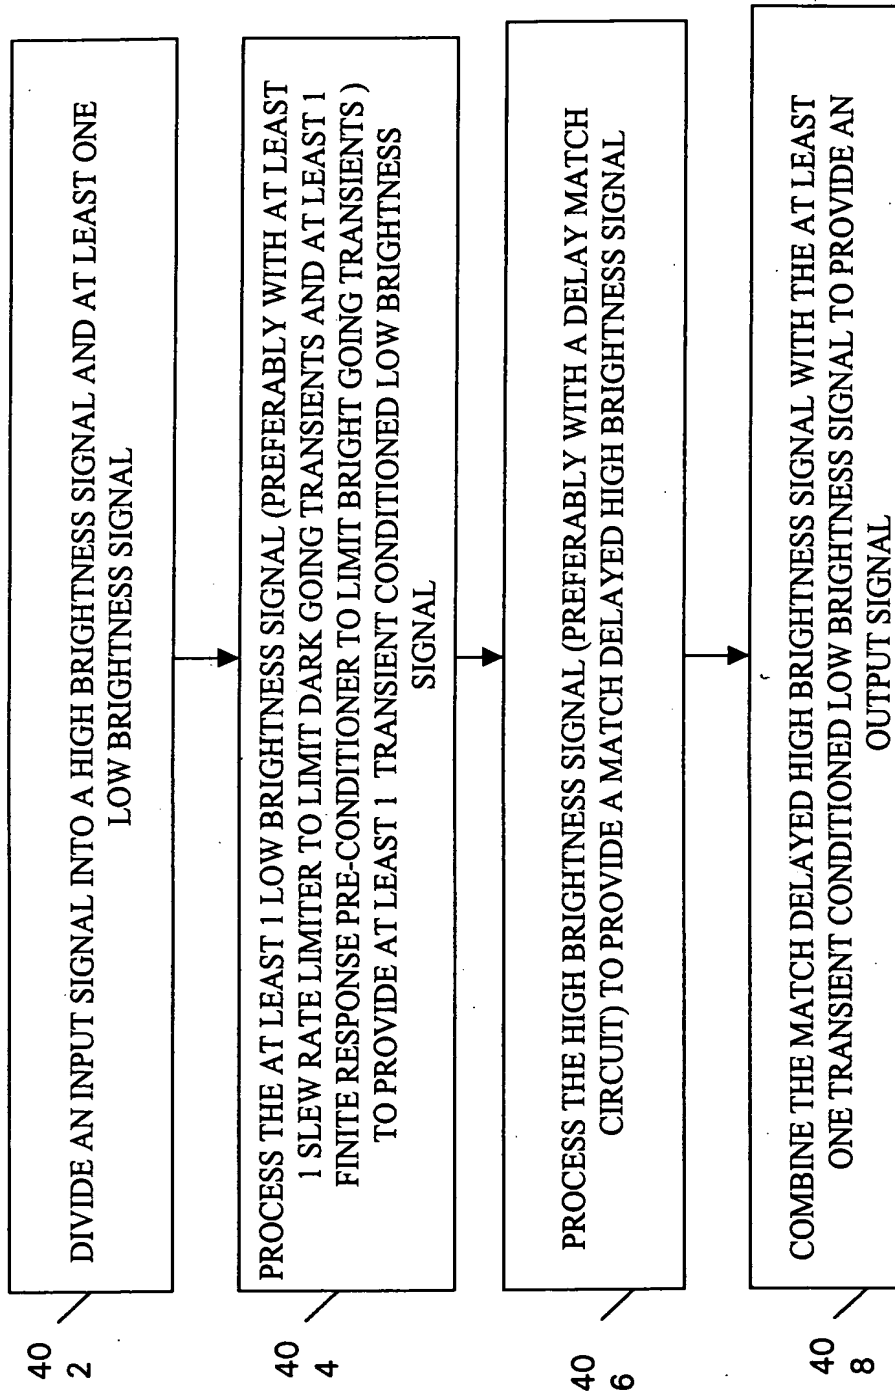 40
2
DIVIDE AN INPUT SIGNAL INTO A HIGH BRIGHTNESS SIGNAL AND AT LEAST ONE
LOW BRIGHTNESS SIGNAL
40
4
PROCESS THE AT LEAST 1 LOW BRIGHTNESS SIGNAL (PREFERABLY WITH AT LEAST
1 SLEW RATE LIMITER TO LIMIT DARK GOING TRANSIENTS AND AT LEAST 1
FINITE RESPONSE PRE-CONDITIONER TO LIMIT BRIGHT GOING TRANSIENTS )
TO PROVIDE AT LEAST 1 TRANSIENT CONDITIONED LOW BRIGHTNESS
SIGNAL
40
6
PROCESS THE HIGH BRIGHTNESS SIGNAL (PREFERABLY WITH A DELAY MATCH
CIRCUIT) TO PROVIDE A MATCH DELAYED HIGH BRIGHTNESS SIGNAL
40
8
COMBINE THE MATCH DELAYED HIGH BRIGHTNESS SIGNAL WITH THE AT LEAST
ONE TRANSIENT CONDITIONED LOW BRIGHTNESS SIGNAL TO PROVIDE AN
OUTPUT SIGNAL